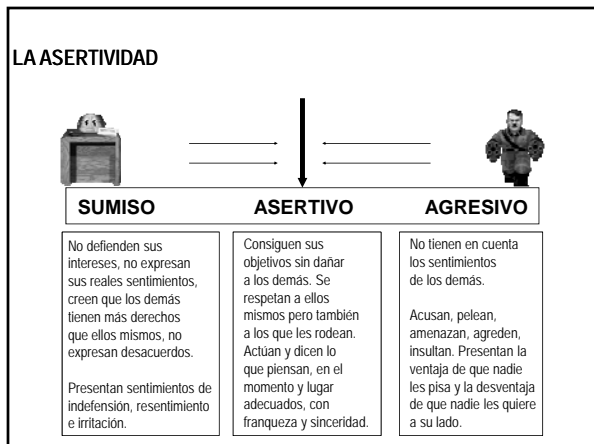 LA ASERTIVIDAD
SUMISO
ASERTIVO
AGRESIVO
No defienden sus
intereses, no expresan
sus reales sentimientos,
creen que los demás
tienen más derechos
que ellos mismos, no
expresan desacuerdos.
Presentan sentimientos de
indefensión, resentimiento
e irritación.
Consiguen sus
objetivos sin dañar
a los demás. Se
respetan a ellos
mismos pero también
a los que les rodean.
Actúan y dicen lo
que piensan, en el
momento y lugar
adecuados, con
franqueza y sinceridad.
No tienen en cuenta
los sentimientos
de los demás.
Acusan, pelean,
amenazan, agreden,
insultan. Presentan la
ventaja de que nadie
les pisa y la desventaja
de que nadie les quiere
a su lado.